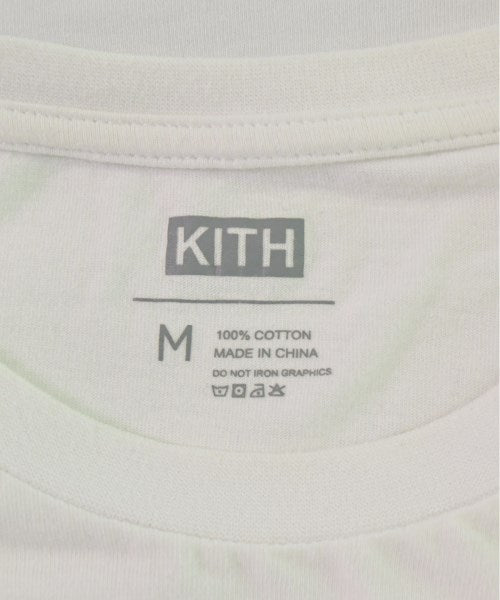 KITH
M
100% COTTON
MADE IN CHINA
DO NOT IRON GRAPHICS